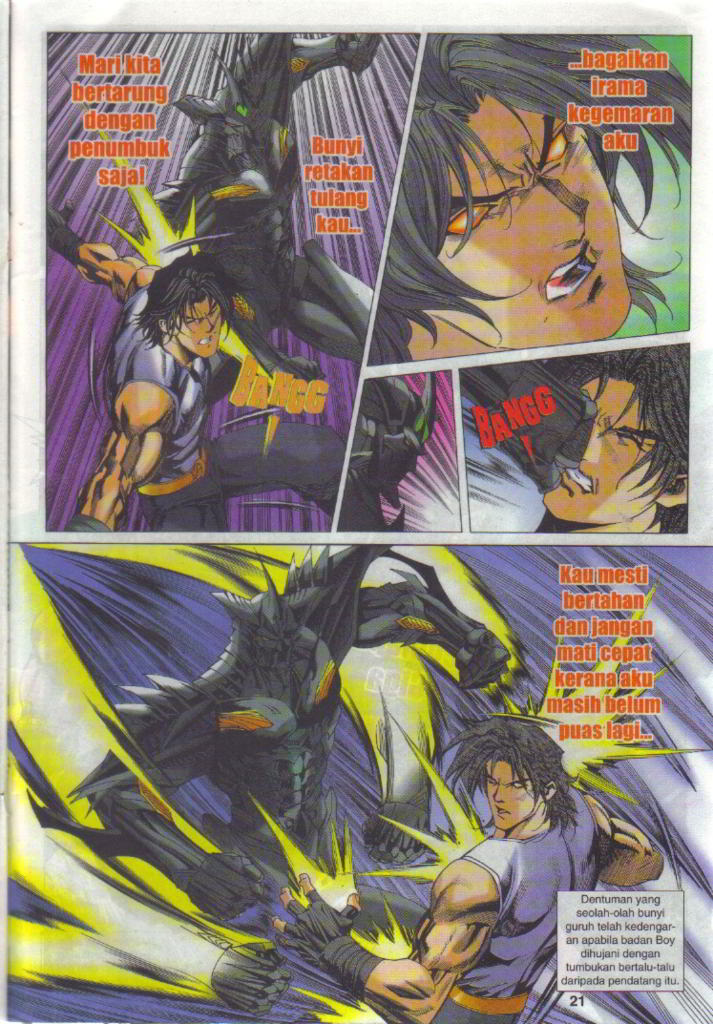 Mari kita
bertarung
dengan
penumbuk
saja!
Bunyi
retakan
tulang
kau...
...bagaikan
irama
kegemaran
aku
BANGG
BANGG
Kau mesti
bertahan
dan jangan
mati cepat
kerana aku
masih belum
puas lagi...
Dentuman yang
seolah-olah bunyi
guruh telah kedengar-
an apabila badan Boy
dihujani dengan
tumbukan bertalu-talu
daripada pendatang itu.
21